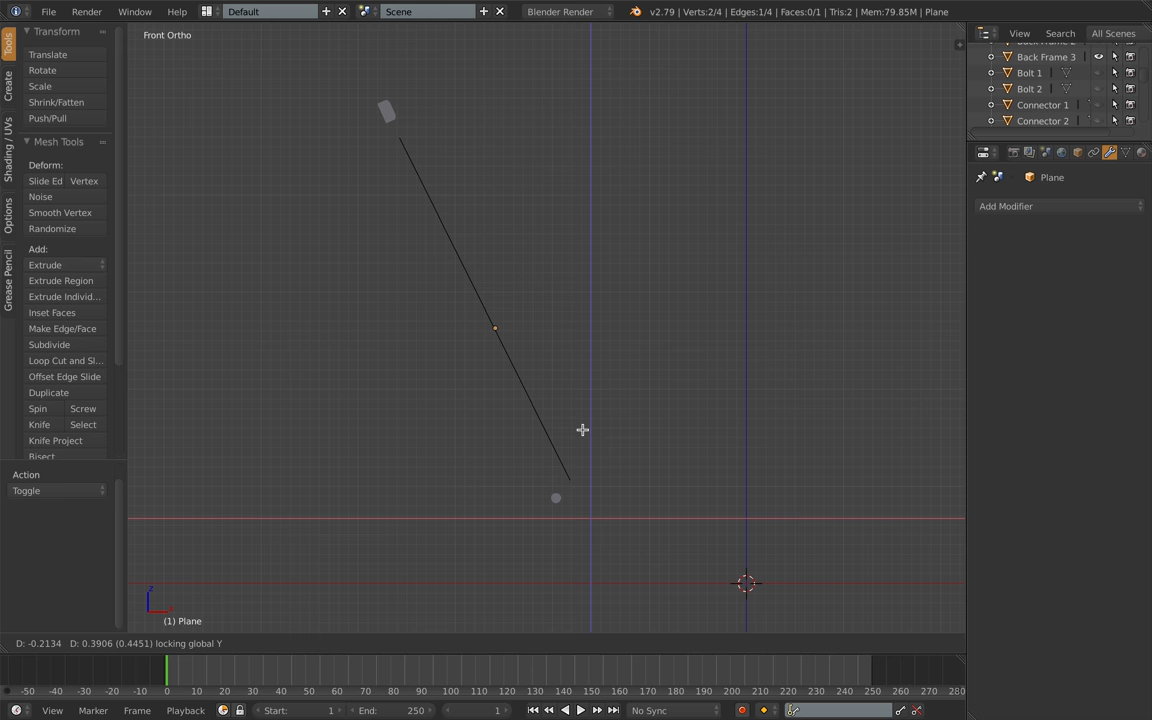 File Render Window Help Default Scene Blender Render v2.79 | Verts:2/4 | Edges:1/4 | Faces:0/1 | Tris:2 | Mem:79.85M | Plane
Tools
Create
Shading / UVs
Options
Grease Pencil
Transform
Translate
Rotate
Scale
Shrink/Fatten
Push/Pull
Mesh Tools
Deform:
Slide Ed Vertex
Noise
Smooth Vertex
Randomize
Add:
Extrude
Extrude Region
Extrude Individ...
Inset Faces
Make Edge/Face
Subdivide
Loop Cut and Sl...
Offset Edge Slide
Duplicate
Spin Screw
Knife Select
Knife Project
Bisect
Action
Toggle
Front Ortho
z
(1) Plane
View Search All Scenes
Back Frame 3
Bolt 1
Bolt 2
Connector 1
Connector 2
Plane
Add Modifier
D: -0.2134 D: 0.3906 (0.4451) locking global Y
-50 -40 -30 -20 -10 0 10 20 30 40 50 60 70 80 90 100 110 120 130 140 150 160 170 180 190 200 210 220 230 240 250 260 270 280
View Marker Frame Playback Start: 1 End: 250 1 No Sync